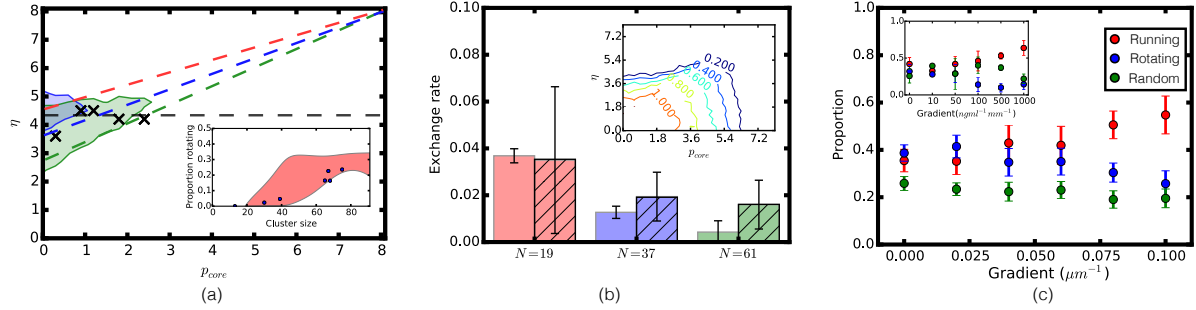 8
7
6
5
4
3
2
1
0
η
0 1 2 3 4 5 6 7 8
p_core
0.5
0.4
0.3
0.2
0.1
0.0
Proportion rotating
0 20 40 60 80
Cluster size
(a)
0.10
0.08
0.06
0.04
0.02
0.00
Exchange rate
N=19 N=37 N=61
7.2
5.4
3.6
1.8
0.0
η
0.0 1.8 3.6 5.4 7.2
p_core
0.200
0.400
0.600
0.800
1.000
(b)
1.0
0.8
0.6
0.4
0.2
0.0
Proportion
0.000 0.025 0.050 0.075 0.100
Gradient (μm⁻¹)
1.0
0.5
0.0
0 10 50 100 500 1000
Gradient(ngml⁻¹mm⁻¹)
Running
Rotating
Random
(c)